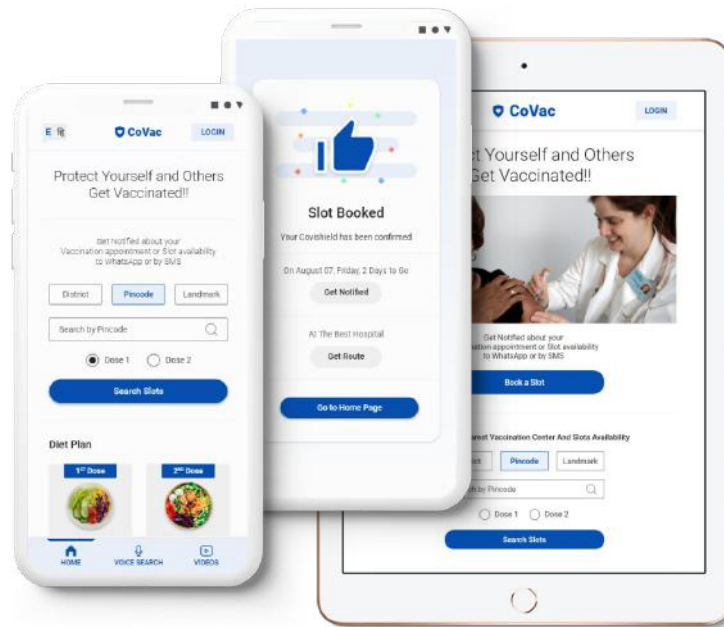 E हि
CoVac
LOGIN
Protect Yourself and Others
Get Vaccinated!!
Get Notified about your
Vaccination appointment or Slot availability
to WhatsApp or by SMS
District
Pincode
Landmark
Search by Pincode
Dose 1
Dose 2
Search Slots
Diet Plan
1ST Dose
2ND Dose
HOME
VOICE SEARCH
VIDEOS
Slot Booked
Your Covishield has been confirmed
On August 07, Friday, 2 Days to Go
Get Notified
At The Best Hospital
Get Route
Go to Home Page
CoVac
LOGIN
ct Yourself and Others
Get Vaccinated!!
Get Notified about your
ation appointment or Slot availability
to WhatsApp or by SMS
Book a Slot
arest Vaccination Center And Slots Availability
ict
Pincode
Landmark
rch by Pincode
Dose 1
Dose 2
Search Slots